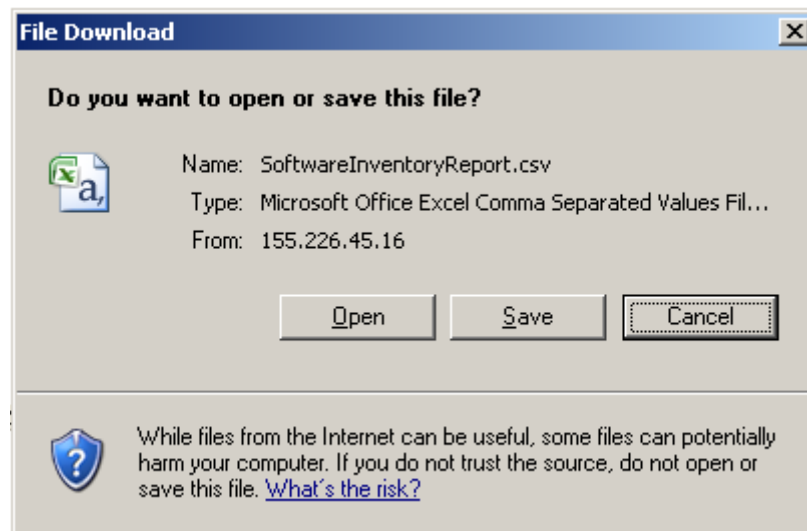 File Download
Do you want to open or save this file?
Name: SoftwareInventoryReport.csv
Type: Microsoft Office Excel Comma Separated Values Fil...
From: 155.226.45.16
Open Save Cancel
While files from the Internet can be useful, some files can potentially
harm your computer. If you do not trust the source, do not open or
save this file. What's the risk?